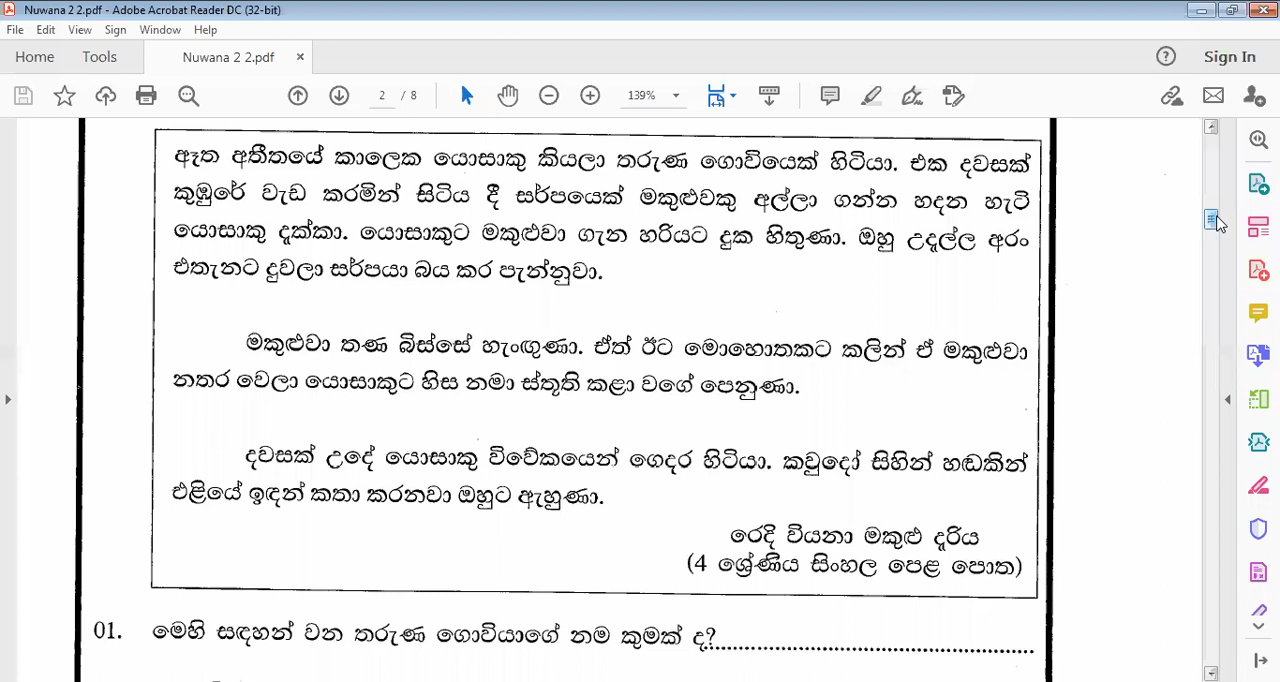 Nuwana 2 2.pdf - Adobe Acrobat Reader DC (32-bit)
File Edit View Sign Window Help
Home Tools Nuwana 2 2.pdf × Sign In
2 / 8 139%
ඈත අතීතයේ කාලෙක යොසාකු කියලා තරුණ ගොවියෙක් හිටියා. එක දවසක්
කුඹුරේ වැඩ කරමින් සිටිය දී සර්පයෙක් මකුළුවකු අල්ලා ගන්න හදන හැටි
යොසාකු දැක්කා. යොසාකුට මකුළුවා ගැන හරියට දුක හිතුණා. ඔහු උදැල්ල අරං
එතැනට දුවලා සර්පයා බය කර පැන්නුවා.
මකුළුවා තණ බිස්සේ හැංඟුණා. ඒත් ඊට මොහොතකට කලින් ඒ මකුළුවා
නතර වෙලා යොසාකුට හිස නමා ස්තූති කළා වගේ පෙනුණා.
දවසක් උදේ යොසාකු විවේකයෙන් ගෙදර හිටියා. කවුදෝ සිහින් හඬකින්
එළියේ ඉඳන් කතා කරනවා ඔහුට ඇහුණා.
රෙදි වියනා මකුළු දූරිය
(4 ශ්‍රේණිය සිංහල පෙළ පොත)
01. මෙහි සඳහන් වන තරුණ ගොවියාගේ නම කුමක් ද?